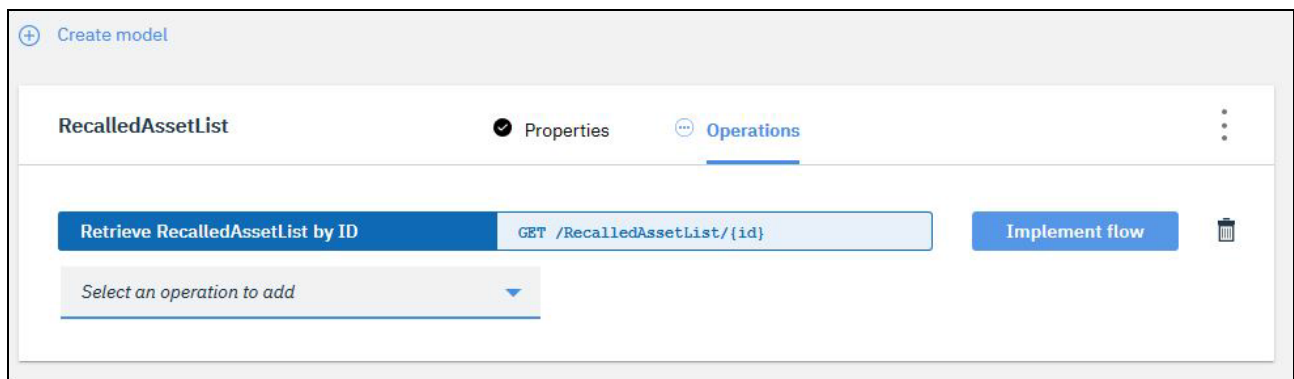 Create model
RecalledAssetList
Properties
Operations
Retrieve RecalledAssetList by ID
GET /RecalledAssetList/{id}
Implement flow
Select an operation to add